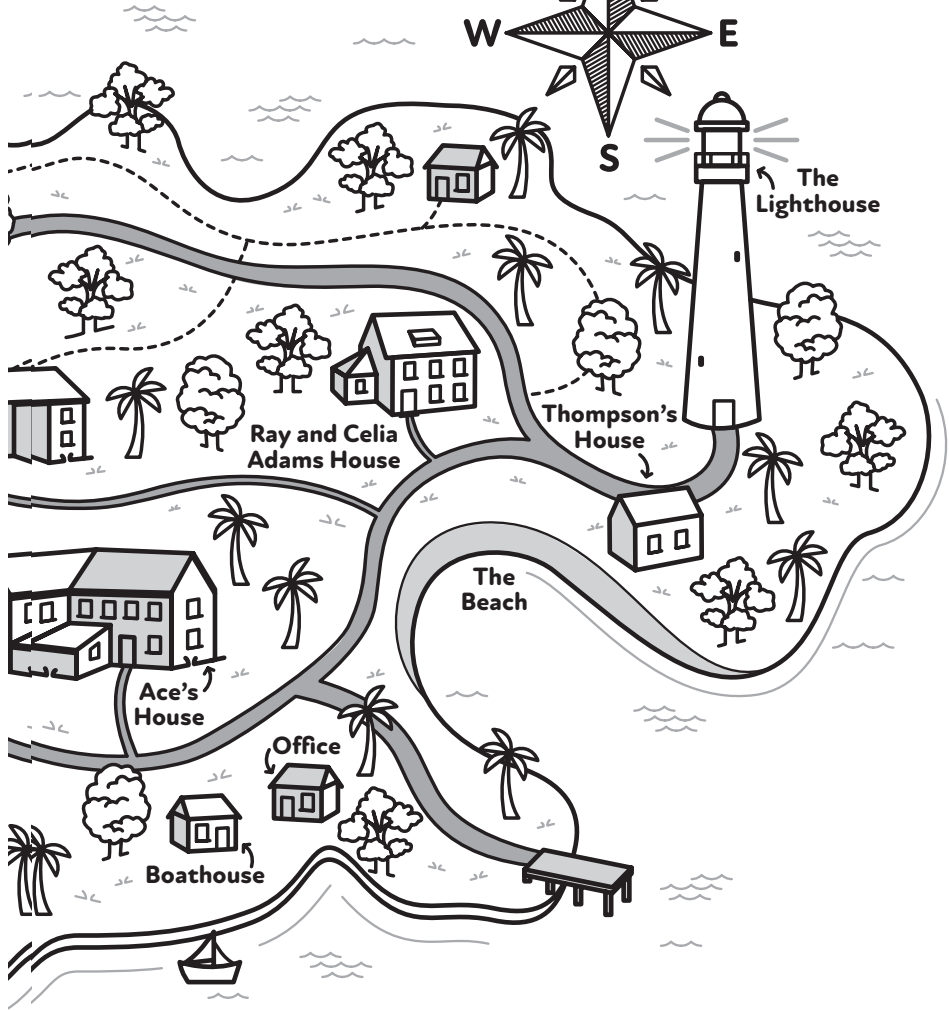 W
E
S
The
Lighthouse
Thompson's
House
Ray and Celia
Adams House
The
Beach
Ace's
House
Office
Boathouse